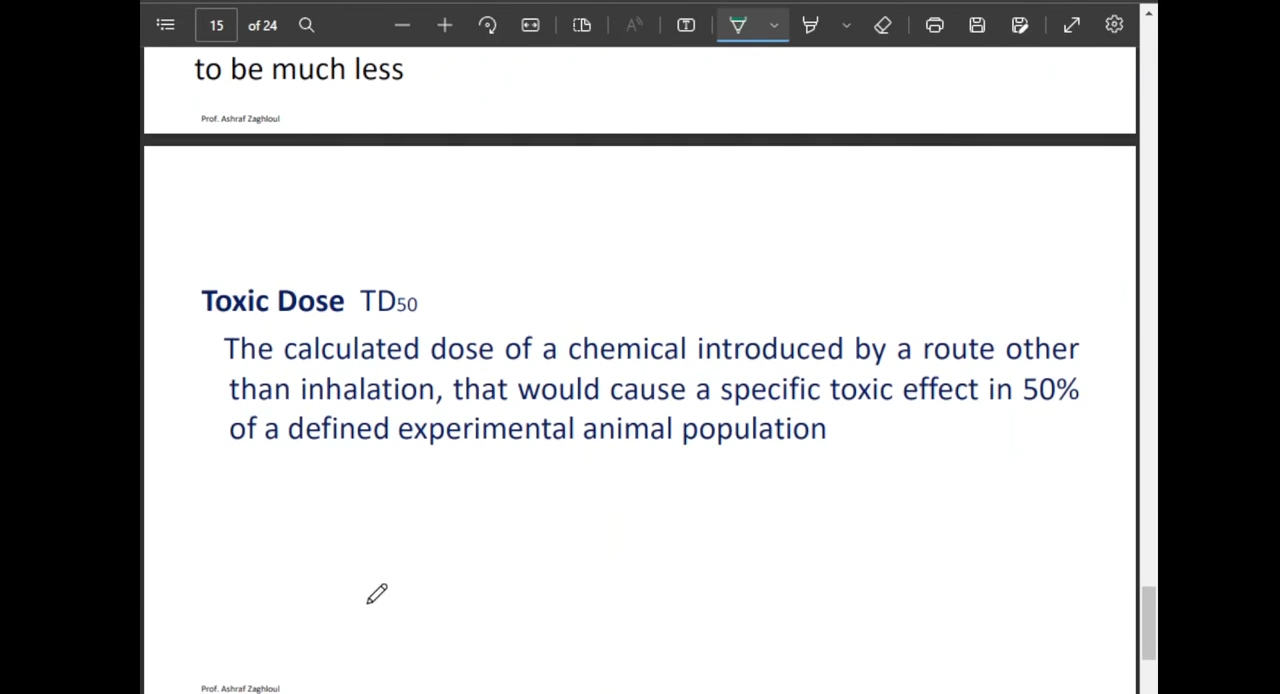 15 of 24
to be much less
Prof. Ashraf Zaghloul
Toxic Dose TD50
The calculated dose of a chemical introduced by a route other
than inhalation, that would cause a specific toxic effect in 50%
of a defined experimental animal population
Prof. Ashraf Zaghloul